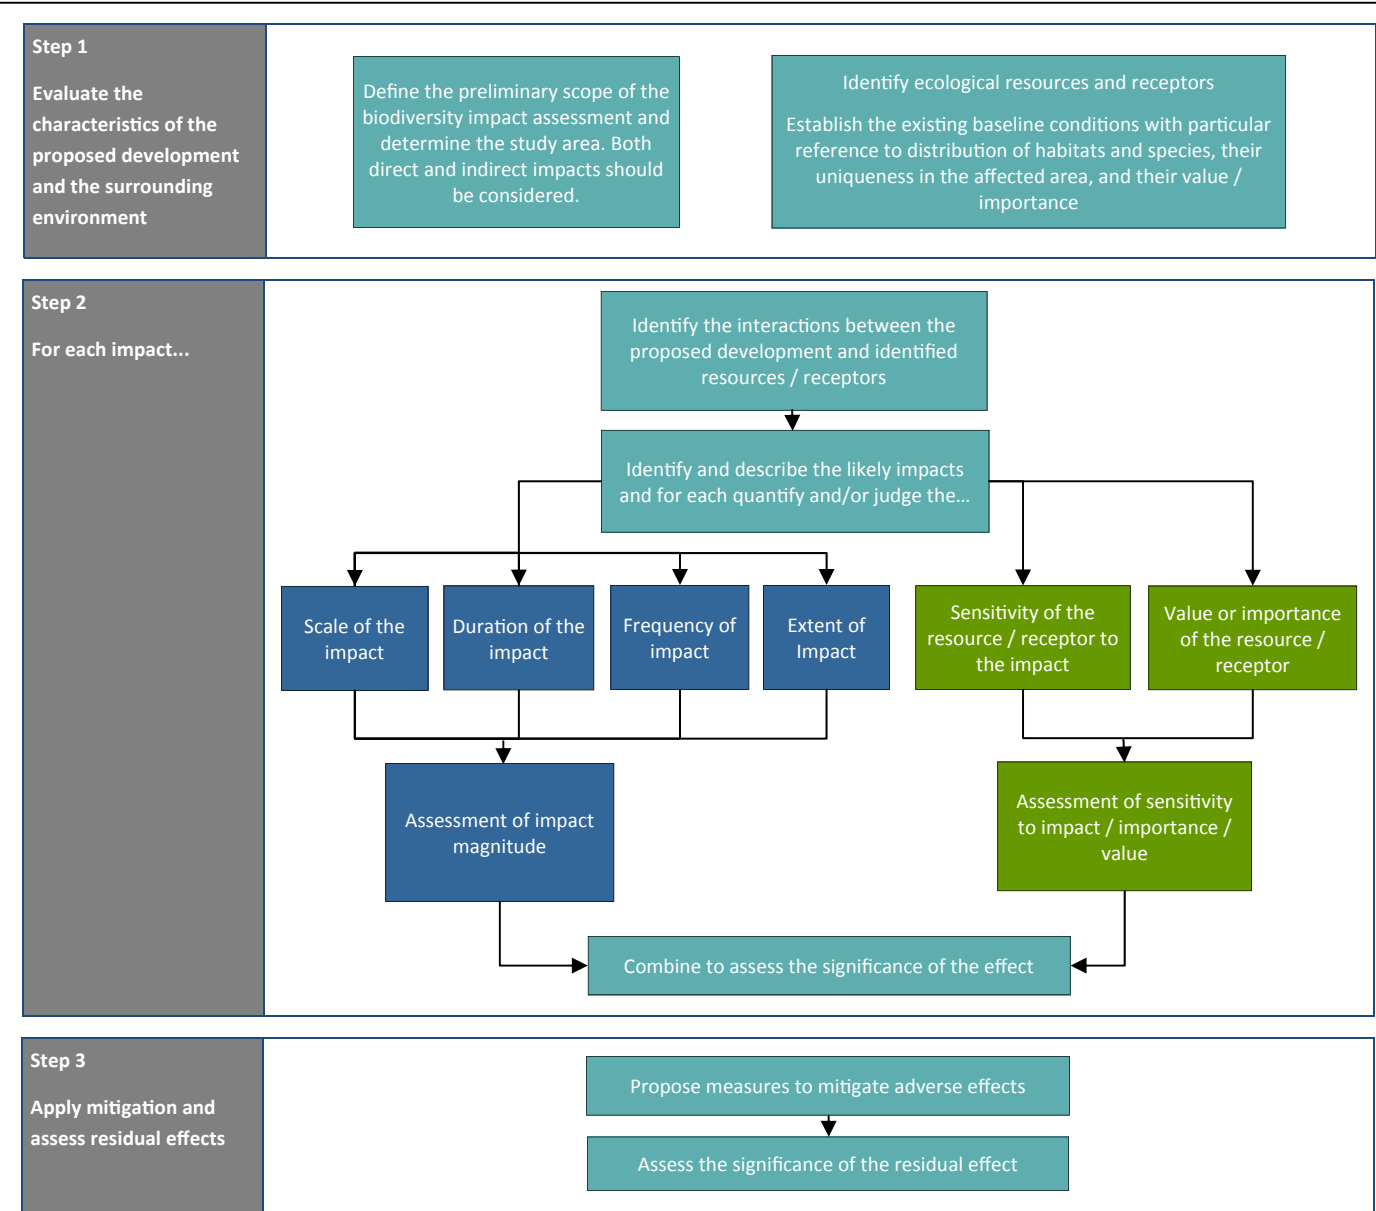 Step 1
Evaluate the
characteristics of the
proposed development
and the surrounding
environment
Define the preliminary scope of the
biodiversity impact assessment and
determine the study area. Both
direct and indirect impacts should
be considered.
Identify ecological resources and receptors
Establish the existing baseline conditions with particular
reference to distribution of habitats and species, their
uniqueness in the affected area, and their value /
importance
Step 2
For each impact...
Identify the interactions between the
proposed development and identified
resources / receptors
Identify and describe the likely impacts
and for each quantify and/or judge the…
Scale of the
impact
Duration of the
impact
Frequency of
impact
Extent of
Impact
Sensitivity of the
resource / receptor to
the impact
Value or importance
of the resource /
receptor
Assessment of impact
magnitude
Assessment of sensitivity
to impact / importance /
value
Combine to assess the significance of the effect
Step 3
Apply mitigation and
assess residual effects
Propose measures to mitigate adverse effects
Assess the significance of the residual effect